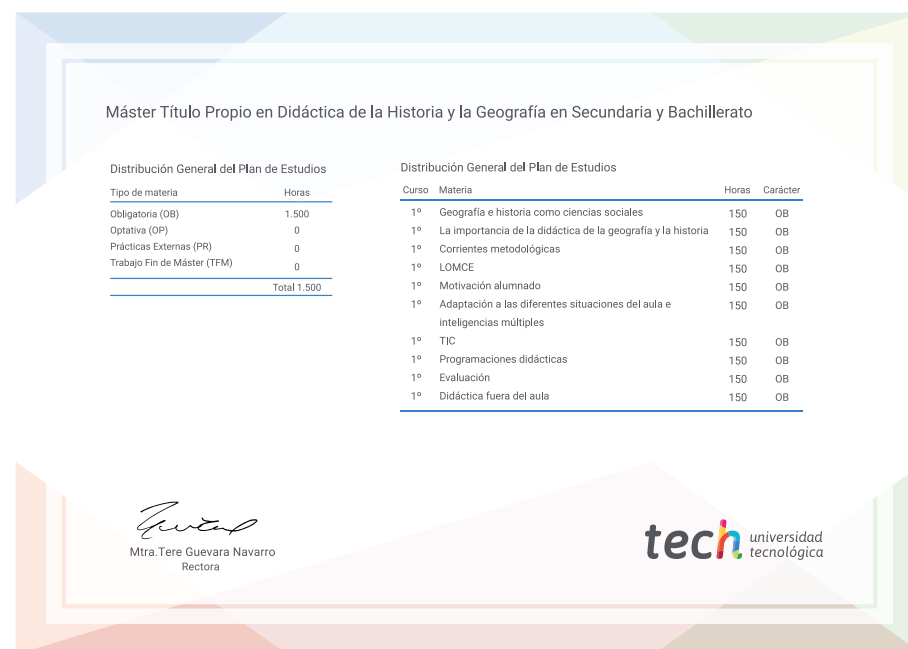 Máster Título Propio en Didáctica de la Historia y la Geografía en Secundaria y Bachillerato
Distribución General del Plan de Estudios
Tipo de materia Horas
Obligatoria (OB) 1.500
Optativa (OP) 0
Prácticas Externas (PR) 0
Trabajo Fin de Máster (TFM) 0
Total 1.500
Distribución General del Plan de Estudios
Curso Materia Horas Carácter
1º Geografía e historia como ciencias sociales 150 OB
1º La importancia de la didáctica de la geografía y la historia 150 OB
1º Corrientes metodológicas 150 OB
1º LOMCE 150 OB
1º Motivación alumnado 150 OB
1º Adaptación a las diferentes situaciones del aula e 150 OB
inteligencias múltiples
1º TIC 150 OB
1º Programaciones didácticas 150 OB
1º Evaluación 150 OB
1º Didáctica fuera del aula 150 OB
Mtra.Tere Guevara Navarro
Rectora
tech universidad
tecnológica